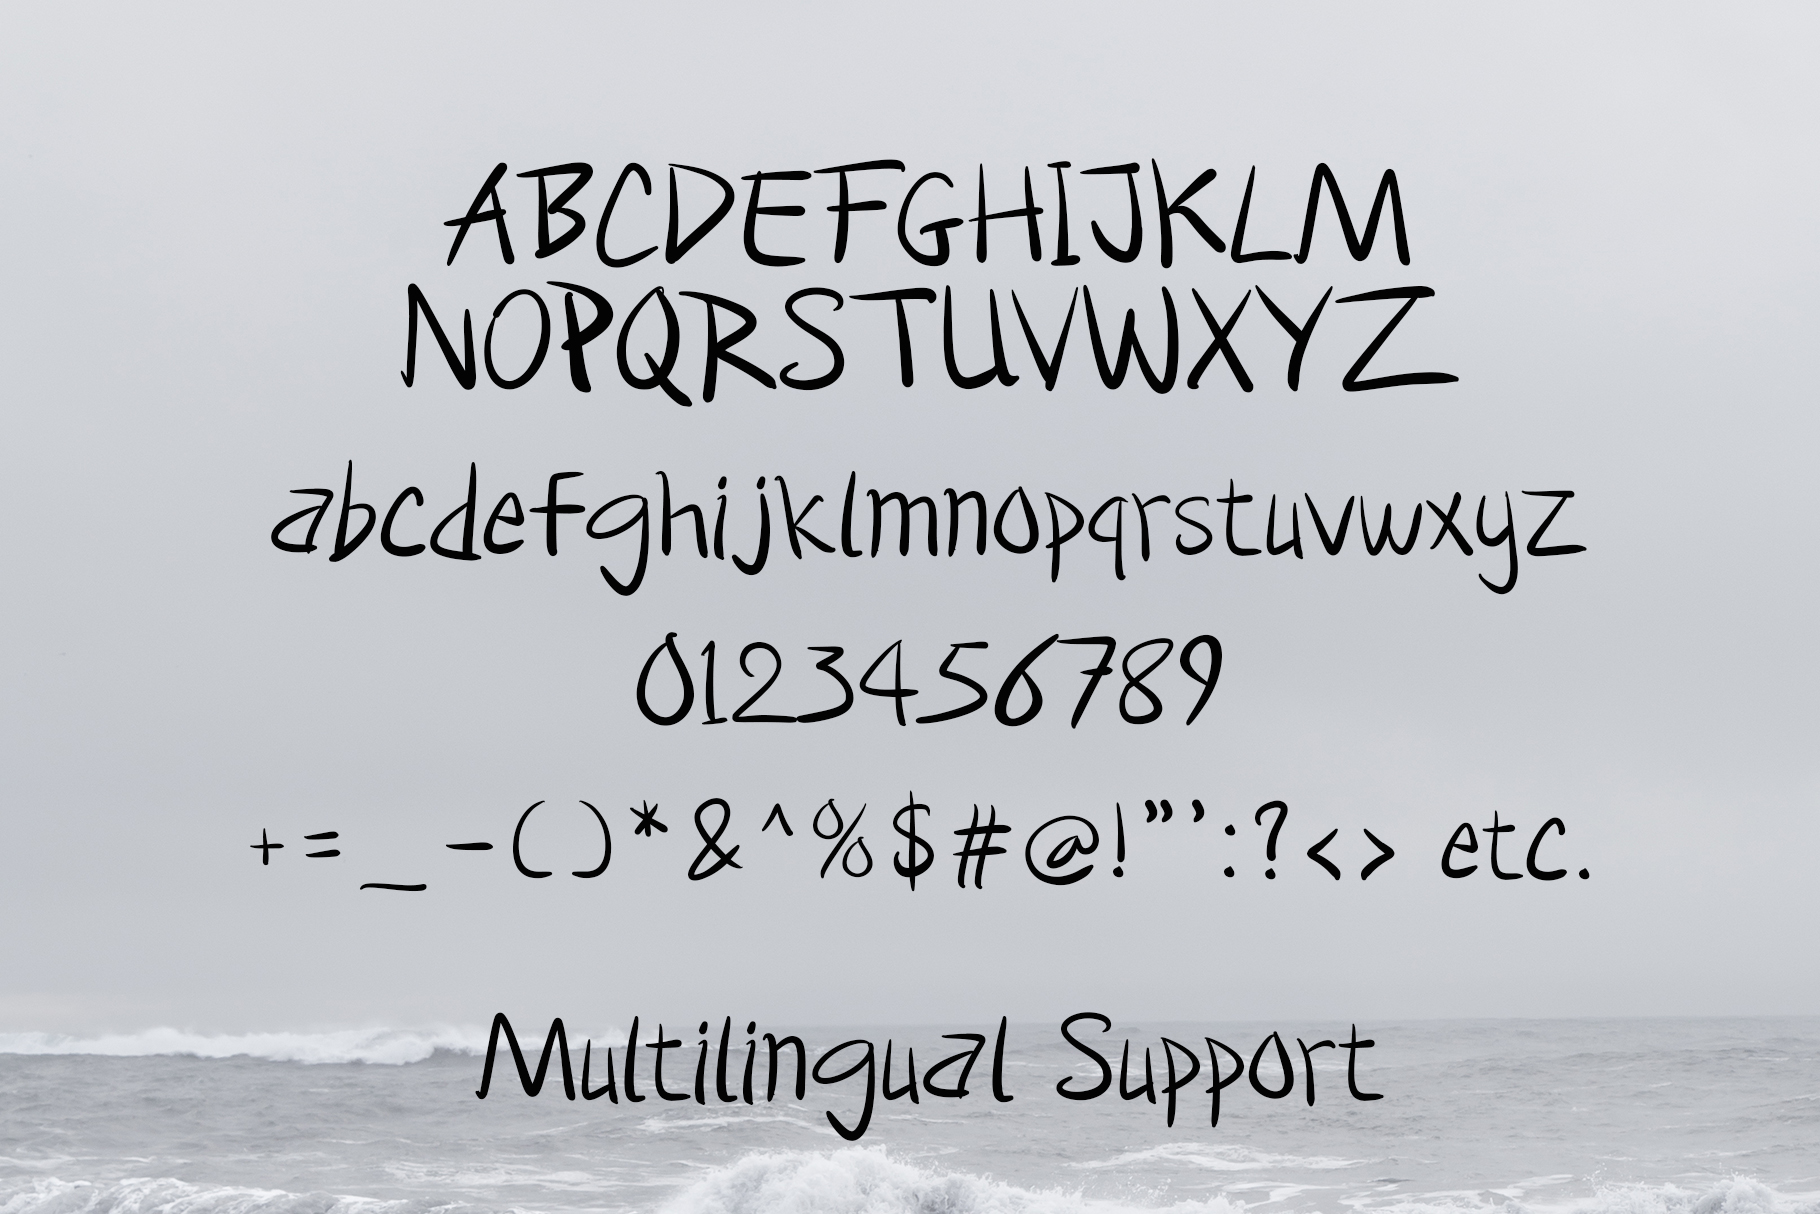 ABCDEFGHIJKLM
NOPQRSTUVWXYZ
abcdefghijklmnopqrstuvwxyz
0123456789
+ = _ - ( ) * & ^ % $ # @ ! ” ’ : ? < > etc.
Multilingual Support